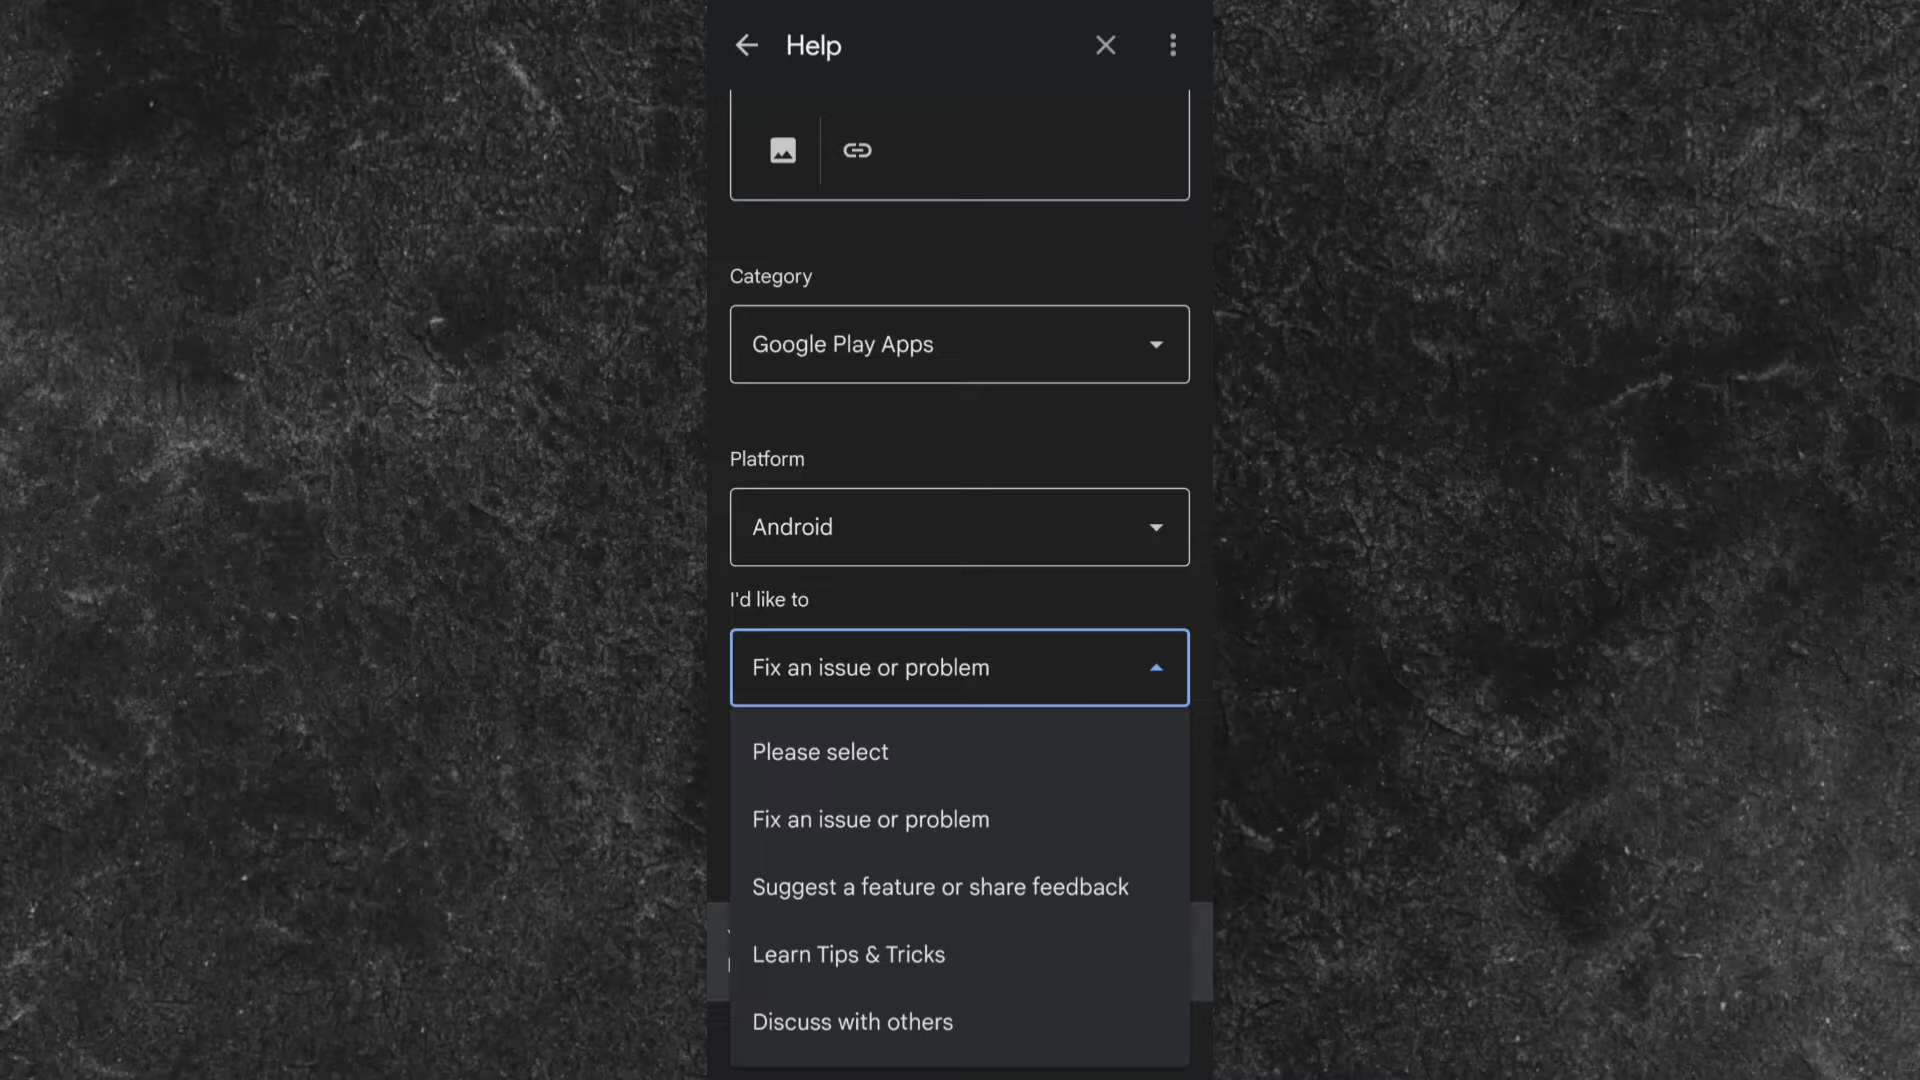 Help
Category
Google Play Apps
Platform
Android
I'd like to
Fix an issue or problem
Please select
Fix an issue or problem
Suggest a feature or share feedback
Learn Tips & Tricks
Discuss with others